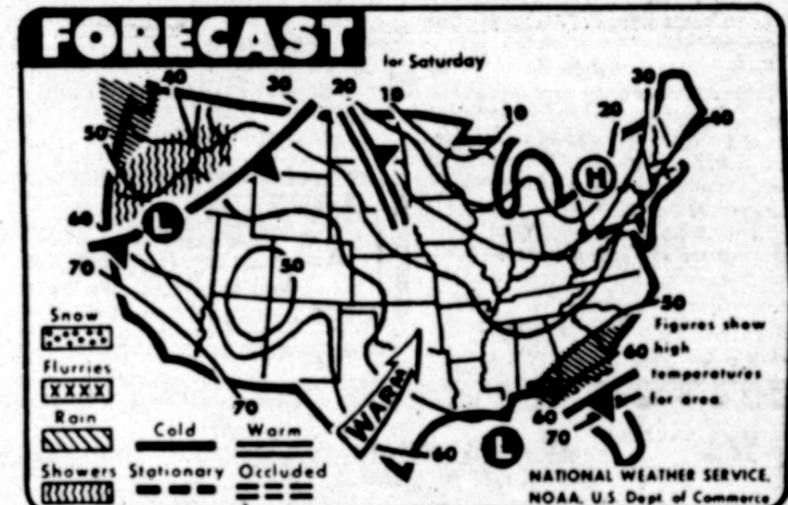 FORECAST
for Saturday
40
30
20
10
10
20
30
40
50
H
60
L
70
50
50
Snow
Figures show
60 high
Flurries
temperatures
XXXX
for area
70
WARM
60
70
Rain
Cold
Warm
60
L
Showers
Stationary
Occluded
NATIONAL WEATHER SERVICE,
NOAA, U.S. Dept. of Commerce